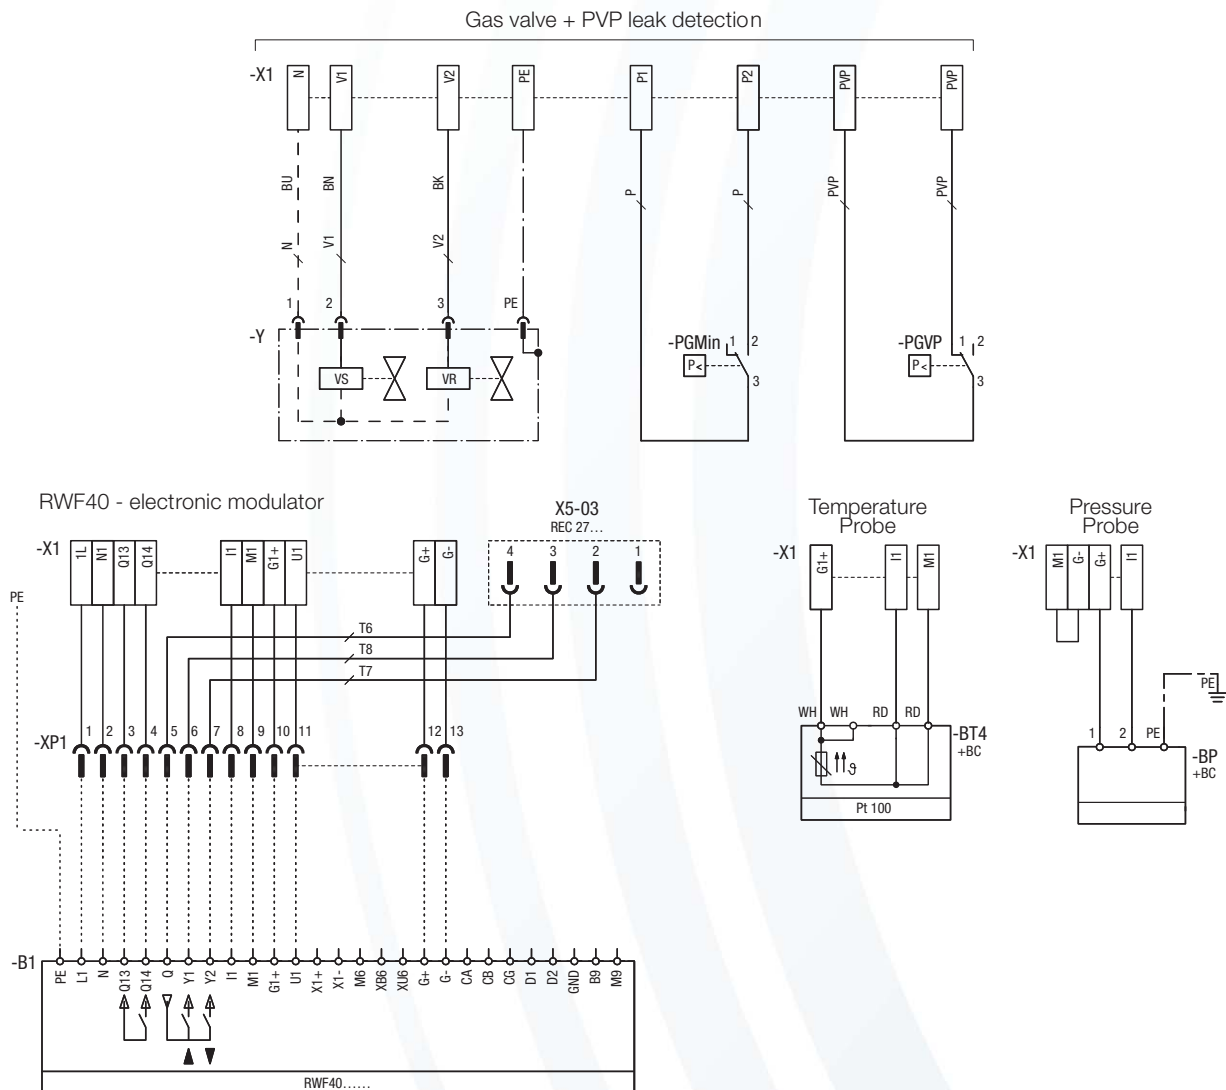 Gas valve + PVP leak detection
-X1 N V1 V2 PE P1 P2 PVP PVP
BU BN BK P P PVP PVP
N V1 V2
1 2 3 PE
-Y
-PGMin 1 2
P<
3
-PGVP 1 2
P<
3
VS VR
RWF40 - electronic modulator
X5-03
REC 27...
Temperature
Probe
Pressure
Probe
-X1 1L N1 Q13 Q14 I1 M1 G1+ U1 G+ G-
4 3 2 1
-X1 G1+ I1 M1
-X1 M1 G- G+ I1
PE
T6
T8
T7
PE
WH WH RD RD
-BT4
+BC
ϑ
Pt 100
1 2 PE
-BP
+BC
-XP1 1 2 3 4 5 6 7 8 9 10 11 12 13
-B1
PE L1 N Q13 Q14 Q Y1 Y2 I1 M1 G1+ U1 X1+ X1- M6 XB6 XU6 G+ G- CA CB CG D1 D2 GND B9 M9
RWF40......